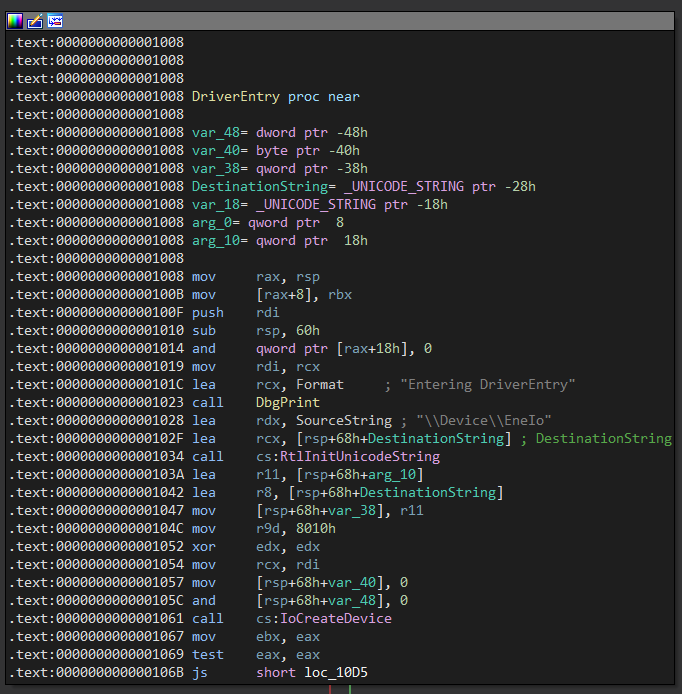 .text:0000000000001008
.text:0000000000001008
.text:0000000000001008
.text:0000000000001008 DriverEntry proc near
.text:0000000000001008
.text:0000000000001008 var_48= dword ptr -48h
.text:0000000000001008 var_40= byte ptr -40h
.text:0000000000001008 var_38= qword ptr -38h
.text:0000000000001008 DestinationString= _UNICODE_STRING ptr -28h
.text:0000000000001008 var_18= _UNICODE_STRING ptr -18h
.text:0000000000001008 arg_0= qword ptr  8
.text:0000000000001008 arg_10= qword ptr  18h
.text:0000000000001008
.text:0000000000001008 mov     rax, rsp
.text:000000000000100B mov     [rax+8], rbx
.text:000000000000100F push    rdi
.text:0000000000001010 sub     rsp, 60h
.text:0000000000001014 and     qword ptr [rax+18h], 0
.text:0000000000001019 mov     rdi, rcx
.text:000000000000101C lea     rcx, Format     ; "Entering DriverEntry"
.text:0000000000001023 call    DbgPrint
.text:0000000000001028 lea     rdx, SourceString ; "\\Device\\EneIo"
.text:000000000000102F lea     rcx, [rsp+68h+DestinationString] ; DestinationString
.text:0000000000001034 call    cs:RtlInitUnicodeString
.text:000000000000103A lea     r11, [rsp+68h+arg_10]
.text:0000000000001042 lea     r8, [rsp+68h+DestinationString]
.text:0000000000001047 mov     [rsp+68h+var_38], r11
.text:000000000000104C mov     r9d, 8010h
.text:0000000000001052 xor     edx, edx
.text:0000000000001054 mov     rcx, rdi
.text:0000000000001057 mov     [rsp+68h+var_40], 0
.text:000000000000105C and     [rsp+68h+var_48], 0
.text:0000000000001061 call    cs:IoCreateDevice
.text:0000000000001067 mov     ebx, eax
.text:0000000000001069 test    eax, eax
.text:000000000000106B js      short loc_10D5